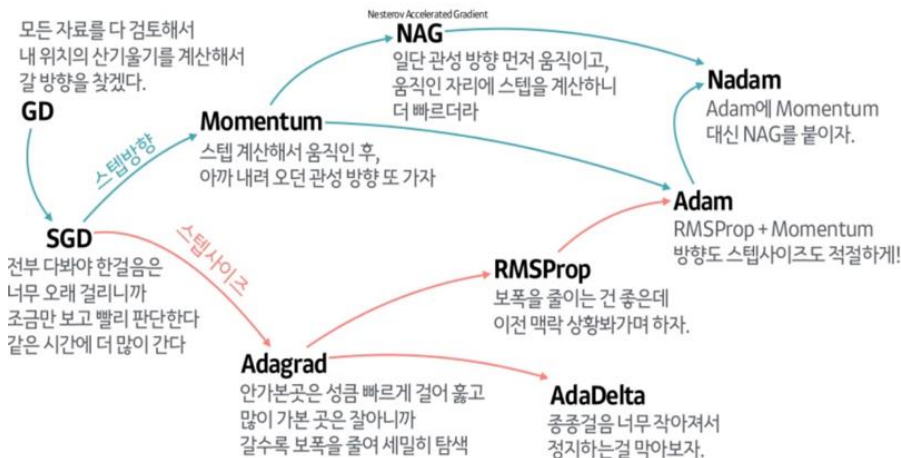 모든 자료를 다 검토해서
내 위치의 산기울기를 계산해서
갈 방향을 찾겠다.
GD
스텝방향
Nesterov Accelerated Gradient
NAG
일단 관성 방향 먼저 움직이고,
움직인 자리에 스텝을 계산하니
더 빠르더라
Nadam
Adam에 Momentum
대신 NAG를 붙이자.
Momentum
스텝 계산해서 움직인 후,
아까 내려 오던 관성 방향 또 가자
Adam
RMSProp + Momentum
방향도 스텝사이즈도 적절하게!
SGD
전부 다봐야 한걸음은
너무 오래 걸리니까
조금만 보고 빨리 판단한다
같은 시간에 더 많이 간다
스텝사이즈
RMSProp
보폭을 줄이는 건 좋은데
이전 맥락 상황봐가며 하자.
Adagrad
안가본곳은 성큼 빠르게 걸어 훑고
많이 가본 곳은 잘아니까
갈수록 보폭을 줄여 세밀히 탐색
AdaDelta
종종걸음 너무 작아져서
정지하는걸 막아보자.